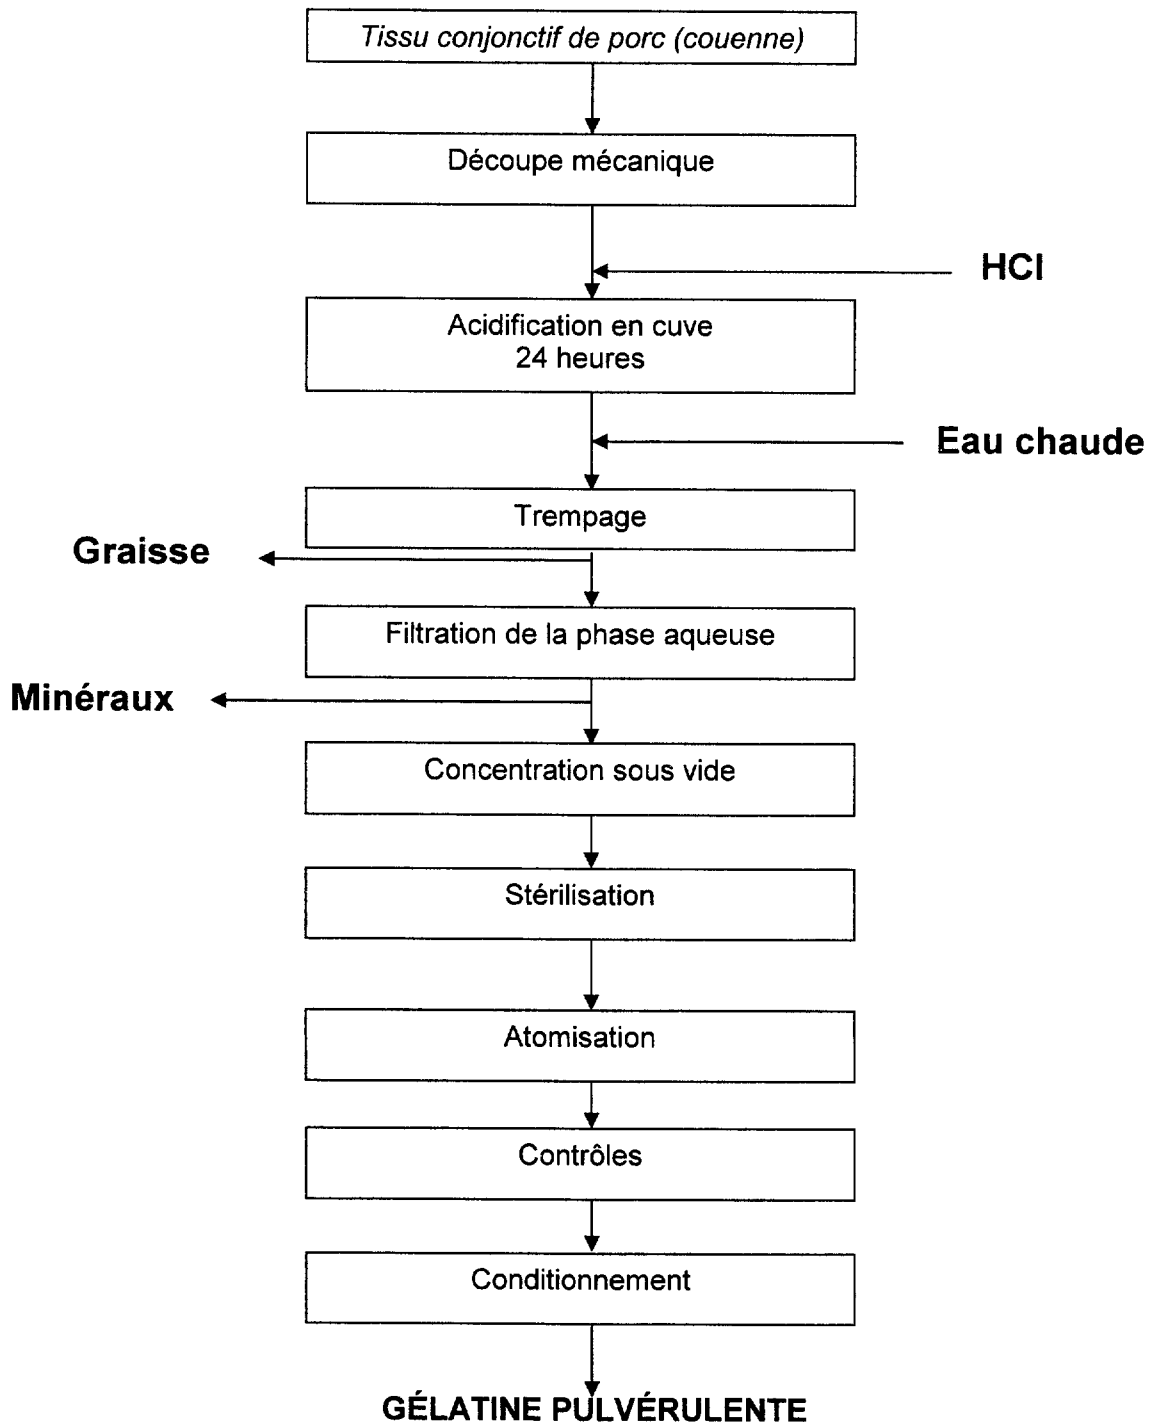 Tissu conjonctif de porc (couenne)
Découpe mécanique
HCl
Acidification en cuve
24 heures
Eau chaude
Trempage
Graisse
Filtration de la phase aqueuse
Minéraux
Concentration sous vide
Stérilisation
Atomisation
Contrôles
Conditionnement
GÉLATINE PULVÉRULENTE